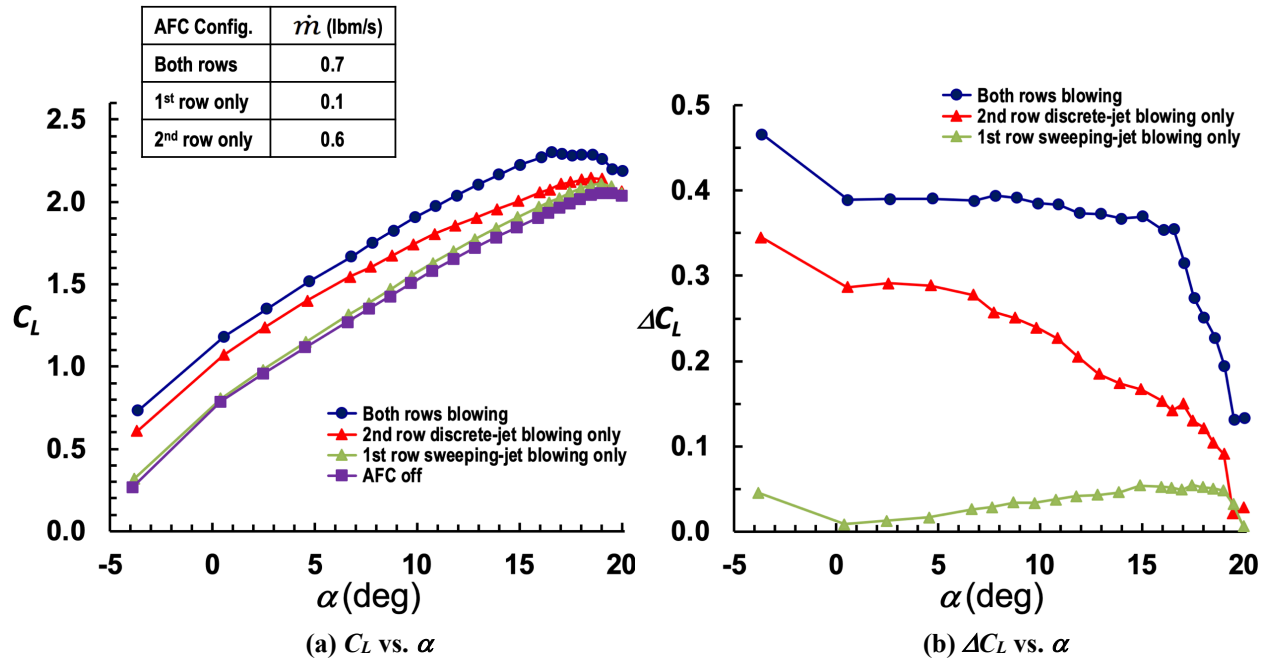 AFC Config. ṁ (lbm/s)
Both rows 0.7
1st row only 0.1
2nd row only 0.6
2.5
2.0
1.5
1.0
0.5
0.0
CL
-5 0 5 10 15 20
α (deg)
Both rows blowing
2nd row discrete-jet blowing only
1st row sweeping-jet blowing only
AFC off
(a) CL vs. α
Both rows blowing
2nd row discrete-jet blowing only
1st row sweeping-jet blowing only
0.5
0.4
0.3
0.2
0.1
0.0
ΔCL
-5 0 5 10 15 20
α (deg)
(b) ΔCL vs. α